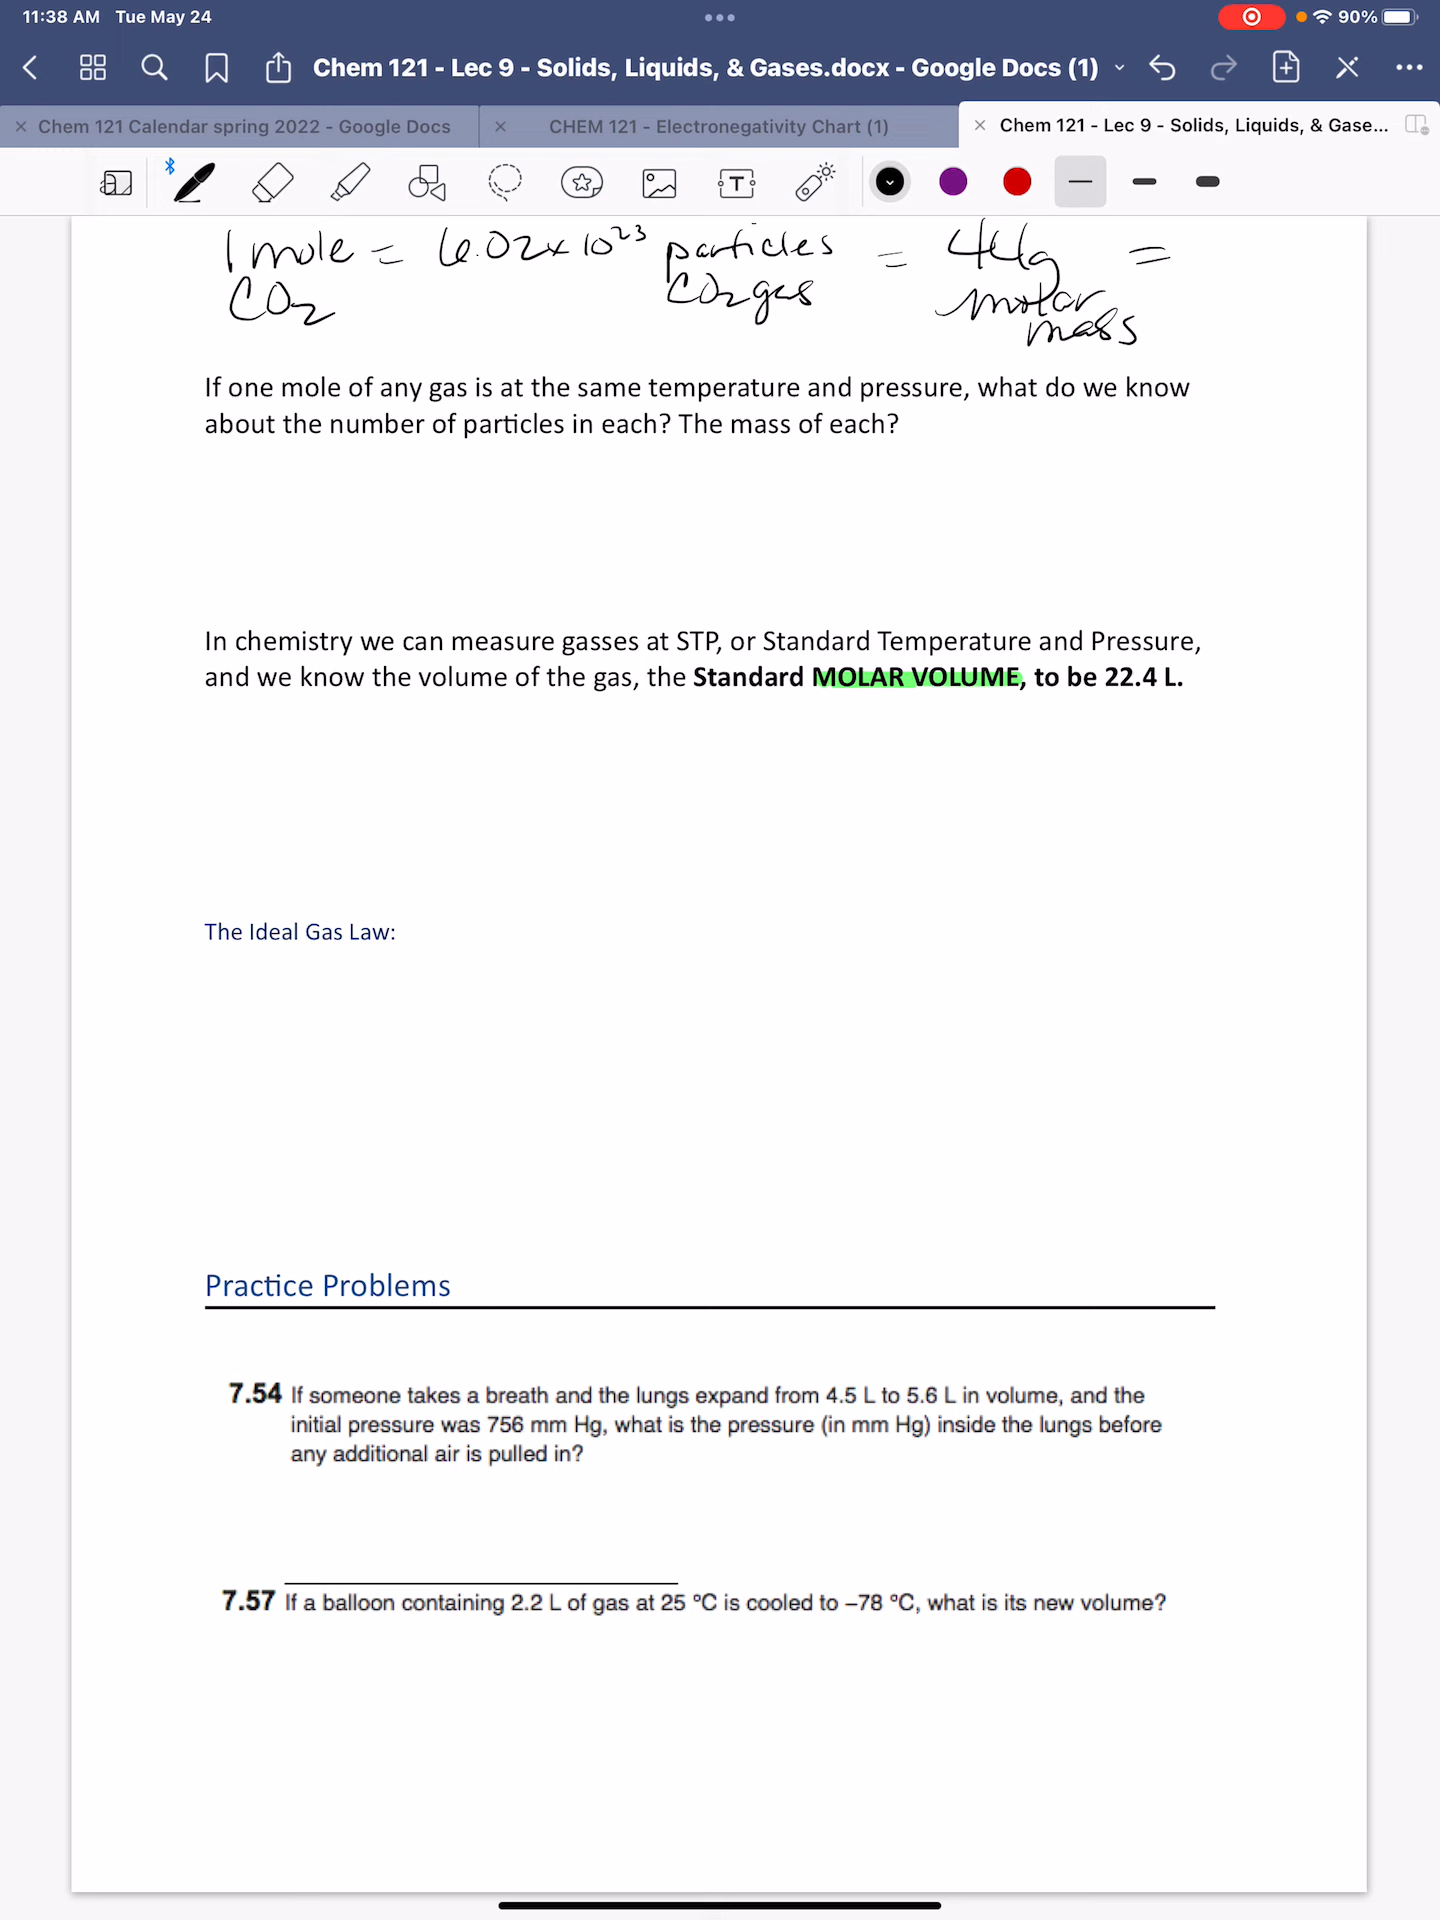 11:38 AM Tue May 24
90%
Chem 121 - Lec 9 - Solids, Liquids, & Gases.docx - Google Docs (1)
Chem 121 Calendar spring 2022 - Google Docs
CHEM 121 - Electronegativity Chart (1)
Chem 121 - Lec 9 - Solids, Liquids, & Gase...
1 mole = 6.02x10²³ particles = 44g =
CO₂ CO₂ gas molar
mass
If one mole of any gas is at the same temperature and pressure, what do we know
about the number of particles in each? The mass of each?
In chemistry we can measure gasses at STP, or Standard Temperature and Pressure,
and we know the volume of the gas, the Standard MOLAR VOLUME, to be 22.4 L.
The Ideal Gas Law:
Practice Problems
7.54 If someone takes a breath and the lungs expand from 4.5 L to 5.6 L in volume, and the
initial pressure was 756 mm Hg, what is the pressure (in mm Hg) inside the lungs before
any additional air is pulled in?
7.57 If a balloon containing 2.2 L of gas at 25 °C is cooled to –78 °C, what is its new volume?